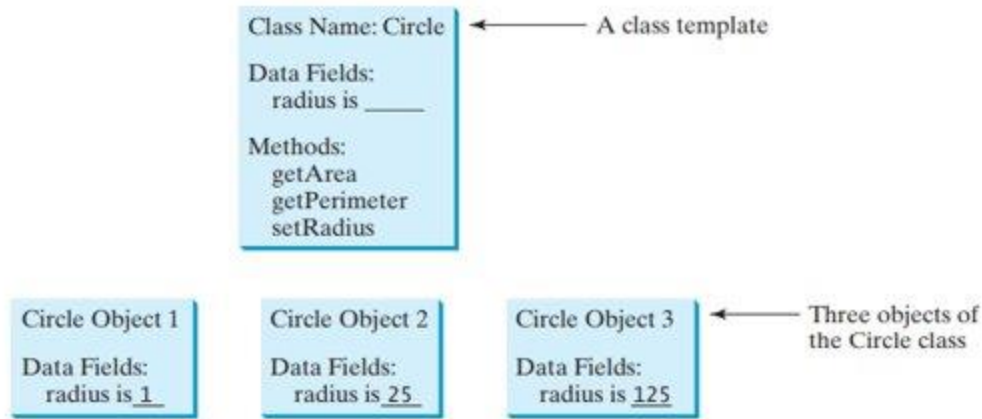 Class Name: Circle
A class template
Data Fields:
radius is _____
Methods:
getArea
getPerimeter
setRadius
Circle Object 1
Data Fields:
radius is 1
Circle Object 2
Data Fields:
radius is 25
Circle Object 3
Data Fields:
radius is 125
Three objects of
the Circle class